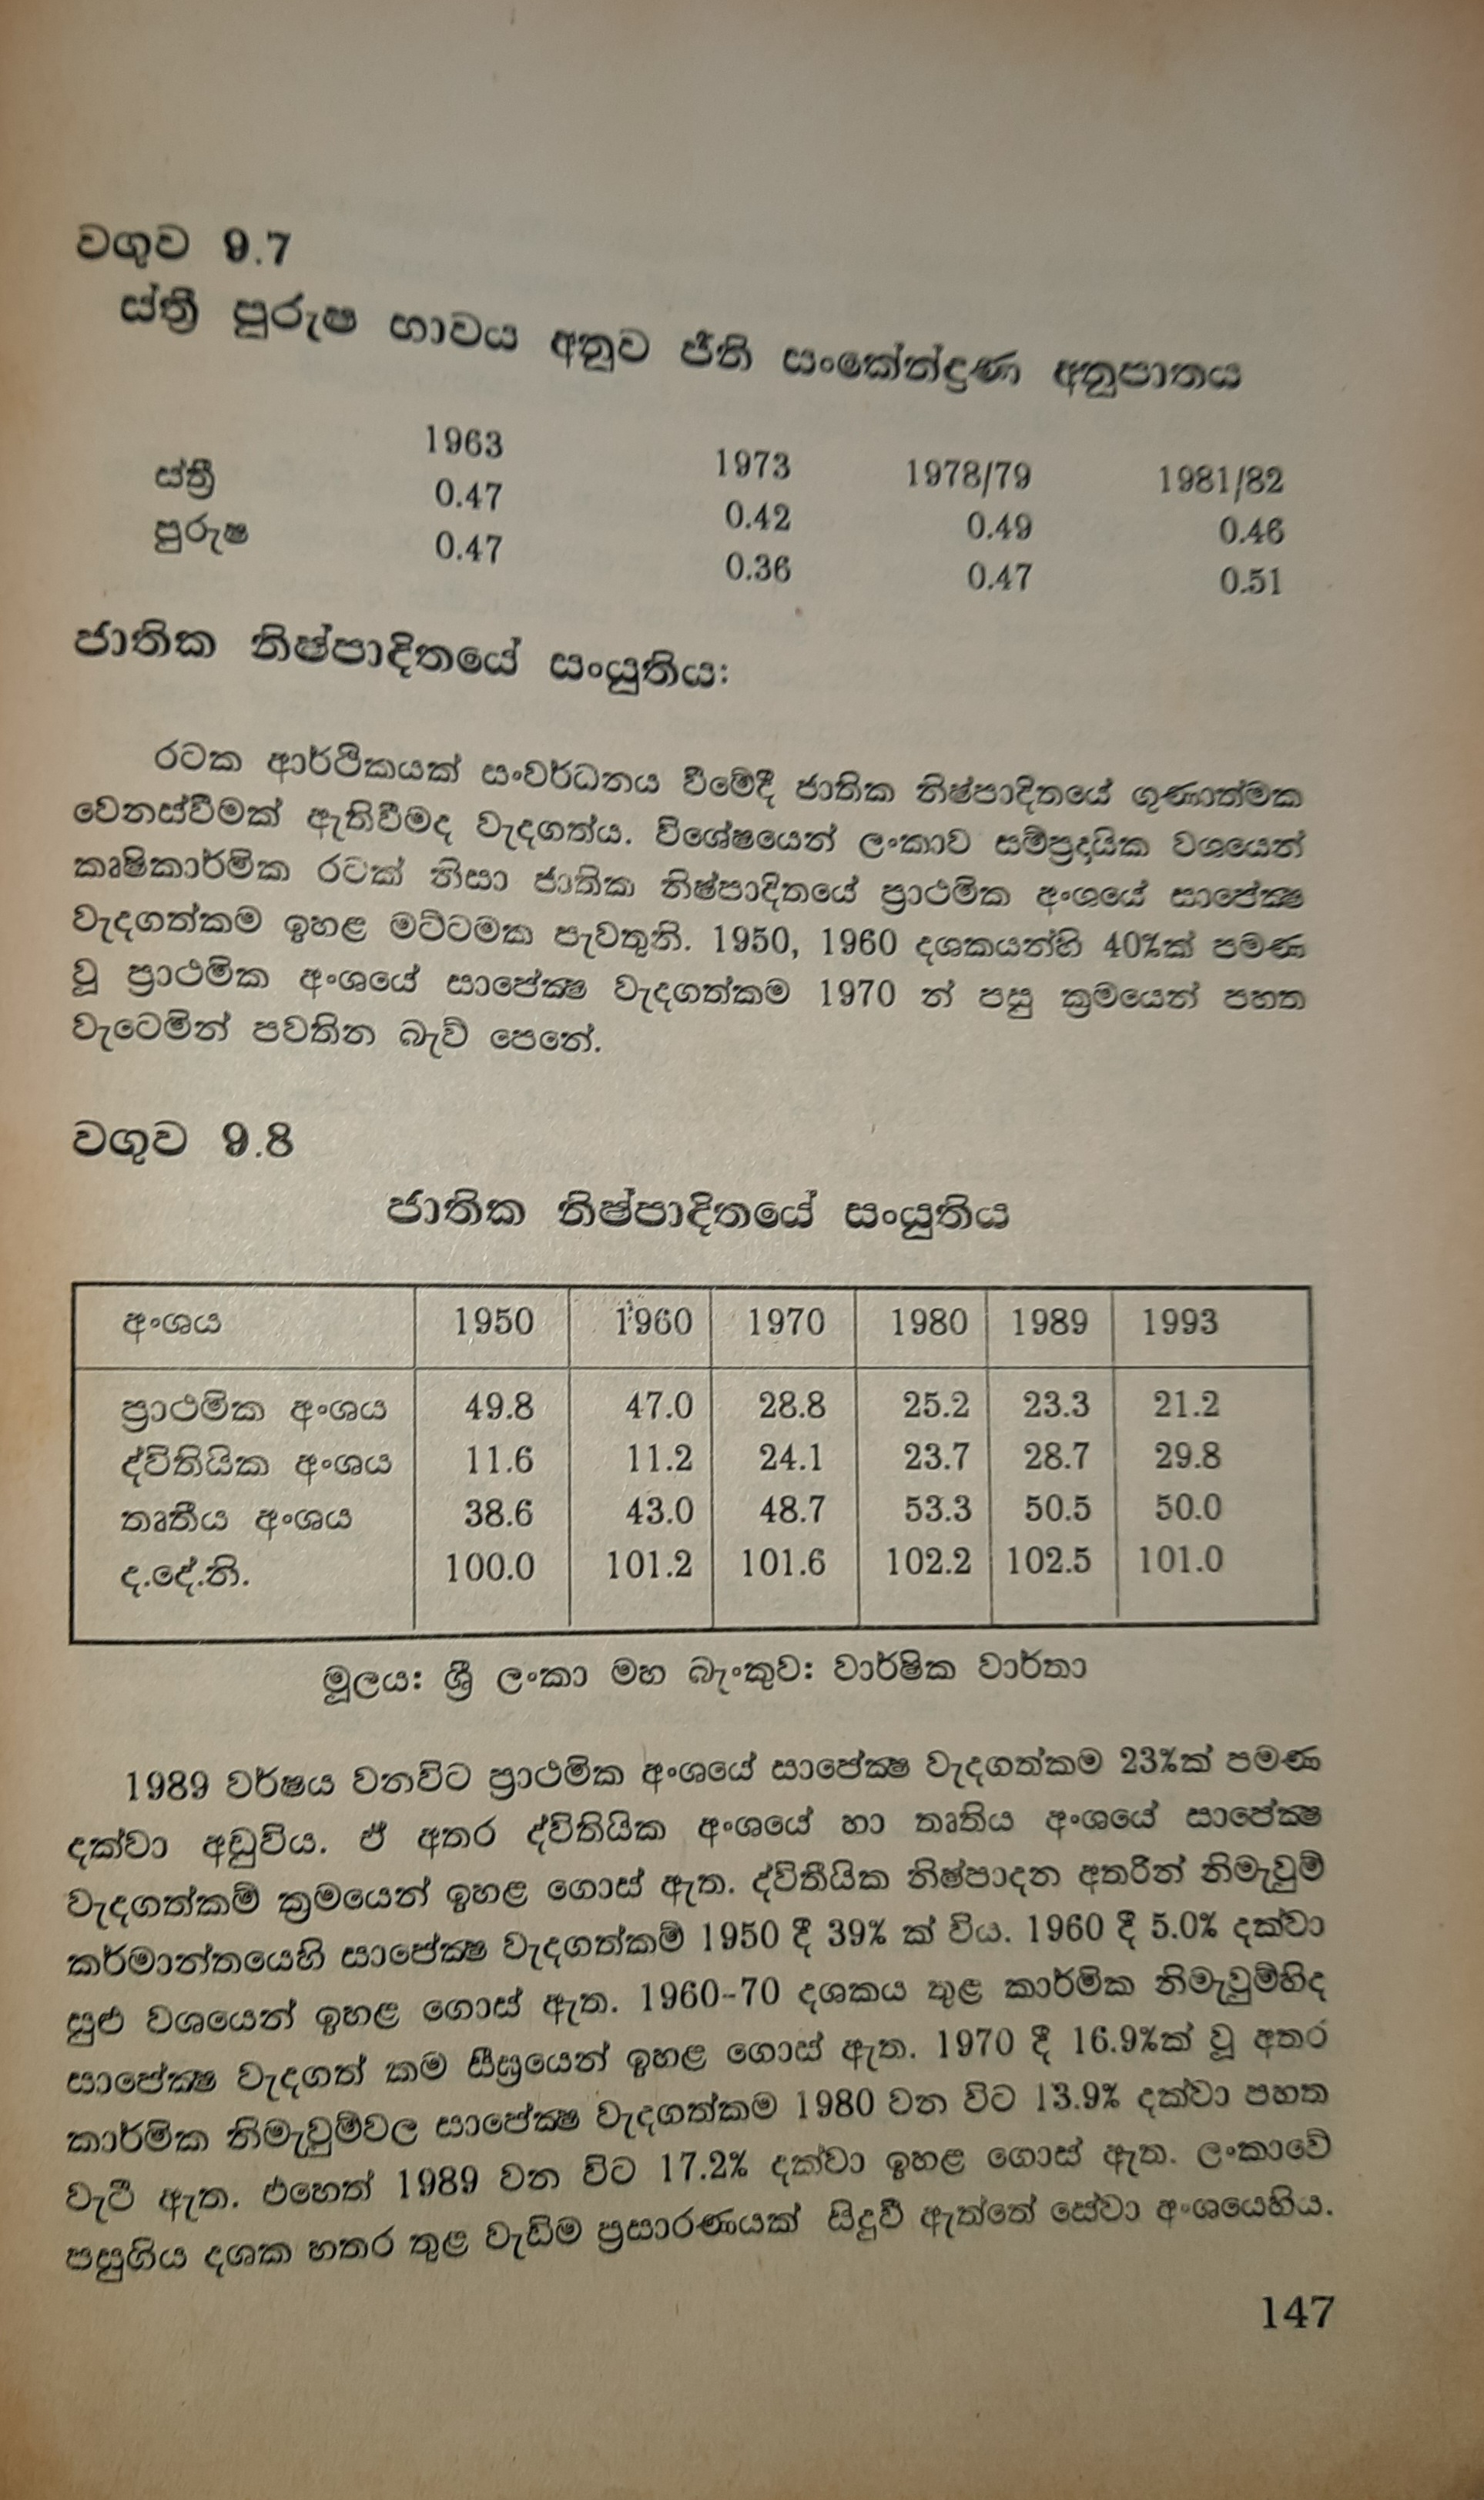 වගුව 9.7
ස්ත්‍රී පුරුෂ භාවය අනුව ජීනි සංකේන්ද්‍රණ අනුපාතය
1963 1973 1978/79 1981/82
ස්ත්‍රී 0.47 0.42 0.49 0.46
පුරුෂ 0.47 0.36 0.47 0.51
ජාතික නිෂ්පාදිතයේ සංයුතිය:
රටක ආර්ථිකයක් සංවර්ධනය වීමේදී ජාතික නිෂ්පාදිතයේ ගුණාත්මක
වෙනස්වීමක් ඇතිවීමද වැදගත්ය. විශේෂයෙන් ලංකාව සම්ප්‍රදයික වශයෙන්
කෘෂිකාර්මික රටක් නිසා ජාතික නිෂ්පාදිතයේ ප්‍රාථමික අංශයේ සාපේක්‍ෂ
වැදගත්කම ඉහළ මට්ටමක පැවතුනි. 1950, 1960 දශකයන්හි 40%ක් පමණ
වූ ප්‍රාථමික අංශයේ සාපේක්‍ෂ වැදගත්කම 1970 න් පසු ක්‍රමයෙන් පහත
වැටෙමින් පවතින බැව් පෙනේ.
වගුව 9.8
ජාතික නිෂ්පාදිතයේ සංයුතිය
අංශය 1950 1960 1970 1980 1989 1993
ප්‍රාථමික අංශය 49.8 47.0 28.8 25.2 23.3 21.2
ද්විතියික අංශය 11.6 11.2 24.1 23.7 28.7 29.8
තෘතීය අංශය 38.6 43.0 48.7 53.3 50.5 50.0
ද.දේ.නි. 100.0 101.2 101.6 102.2 102.5 101.0
මූලය: ශ්‍රී ලංකා මහ බැංකුව: වාර්ෂික වාර්තා
1989 වර්ෂය වනවිට ප්‍රාථමික අංශයේ සාපේක්‍ෂ වැදගත්කම 23%ක් පමණ
දක්වා අඩුවිය. ඒ අතර ද්විතියික අංශයේ හා තෘතිය අංශයේ සාපේක්‍ෂ
වැදගත්කම් ක්‍රමයෙන් ඉහළ ගොස් ඇත. ද්විතීයික නිෂ්පාදන අතරින් නිමැවුම්
කර්මාන්තයෙහි සාපේක්‍ෂ වැදගත්කම් 1950 දී 39% ක් විය. 1960 දී 5.0% දක්වා
සුළු වශයෙන් ඉහළ ගොස් ඇත. 1960-70 දශකය තුළ කාර්මික නිමැවුම්හිද
සාපේක්‍ෂ වැදගත් කම සීඝ්‍රයෙන් ඉහළ ගොස් ඇත. 1970 දී 16.9%ක් වූ අතර
කාර්මික නිමැවුම්වල සාපේක්‍ෂ වැදගත්කම 1980 වන විට 13.9% දක්වා පහත
වැටී ඇත. එහෙත් 1989 වන විට 17.2% දක්වා ඉහළ ගොස් ඇත. ලංකාවේ
පසුගිය දශක හතර තුළ වැඩිම ප්‍රසාරණයක් සිදුවී ඇත්තේ සේවා අංශයෙහිය.
147